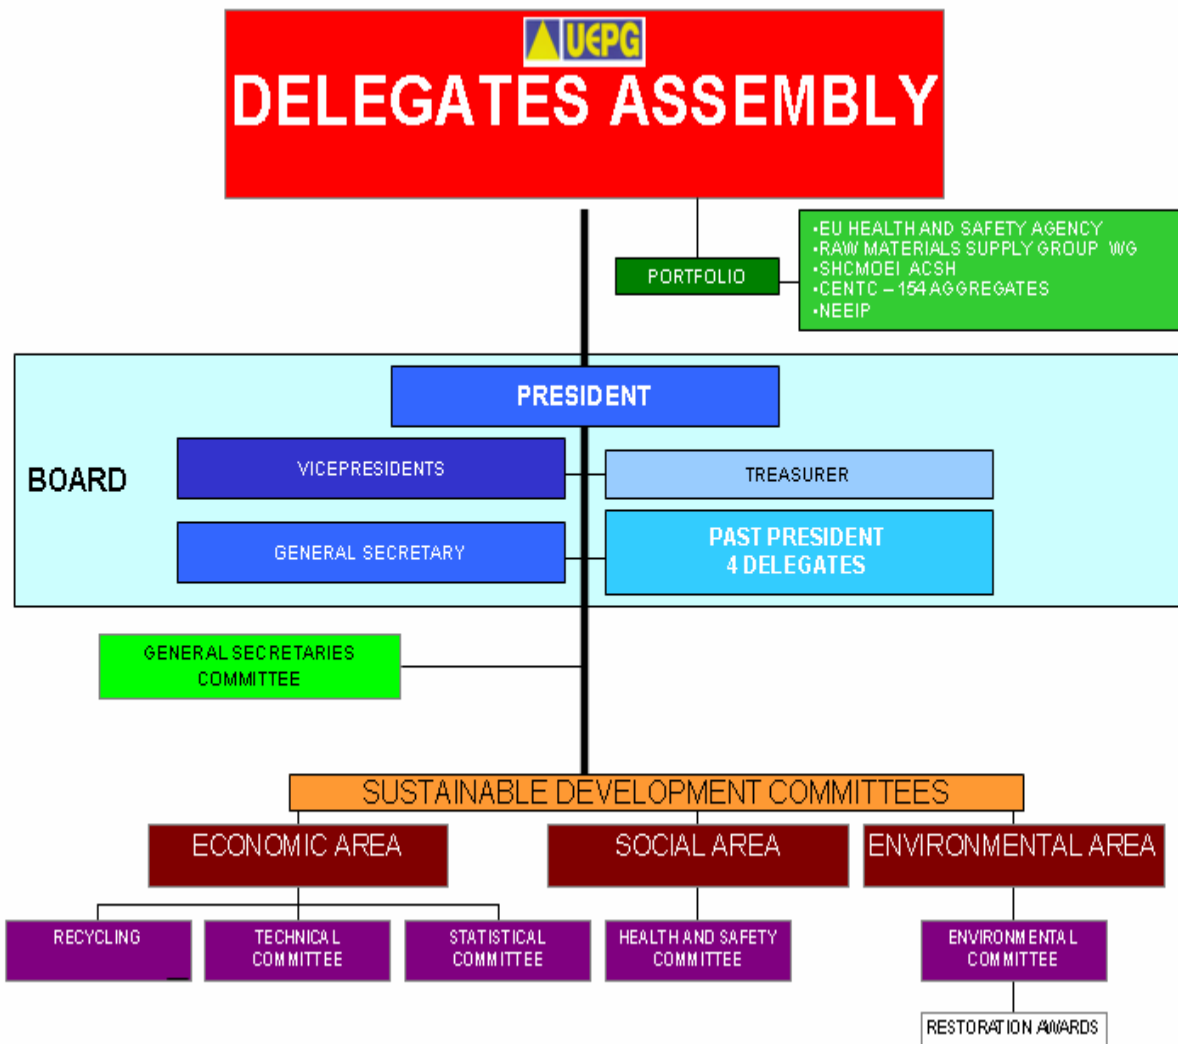 UEPG
DELEGATES ASSEMBLY
•EU HEALTH AND SAFETY AGENCY
•RAW MATERIALS SUPPLY GROUP WG
•SHCMOEI ACSH
•CENTC – 154 AGGREGATES
•NEEIP
PORTFOLIO
PRESIDENT
BOARD
VICEPRESIDENTS
TREASURER
GENERAL SECRETARY
PAST PRESIDENT
4 DELEGATES
GENERAL SECRETARIES
COMMITTEE
SUSTAINABLE DEVELOPMENT COMMITTEES
ECONOMIC AREA
SOCIAL AREA
ENVIRONMENTAL AREA
RECYCLING
TECHNICAL
COMMITTEE
STATISTICAL
COMMITTEE
HEALTH AND SAFETY
COMMITTEE
ENVIRONMENTAL
COMMITTEE
RESTORATION AWARDS